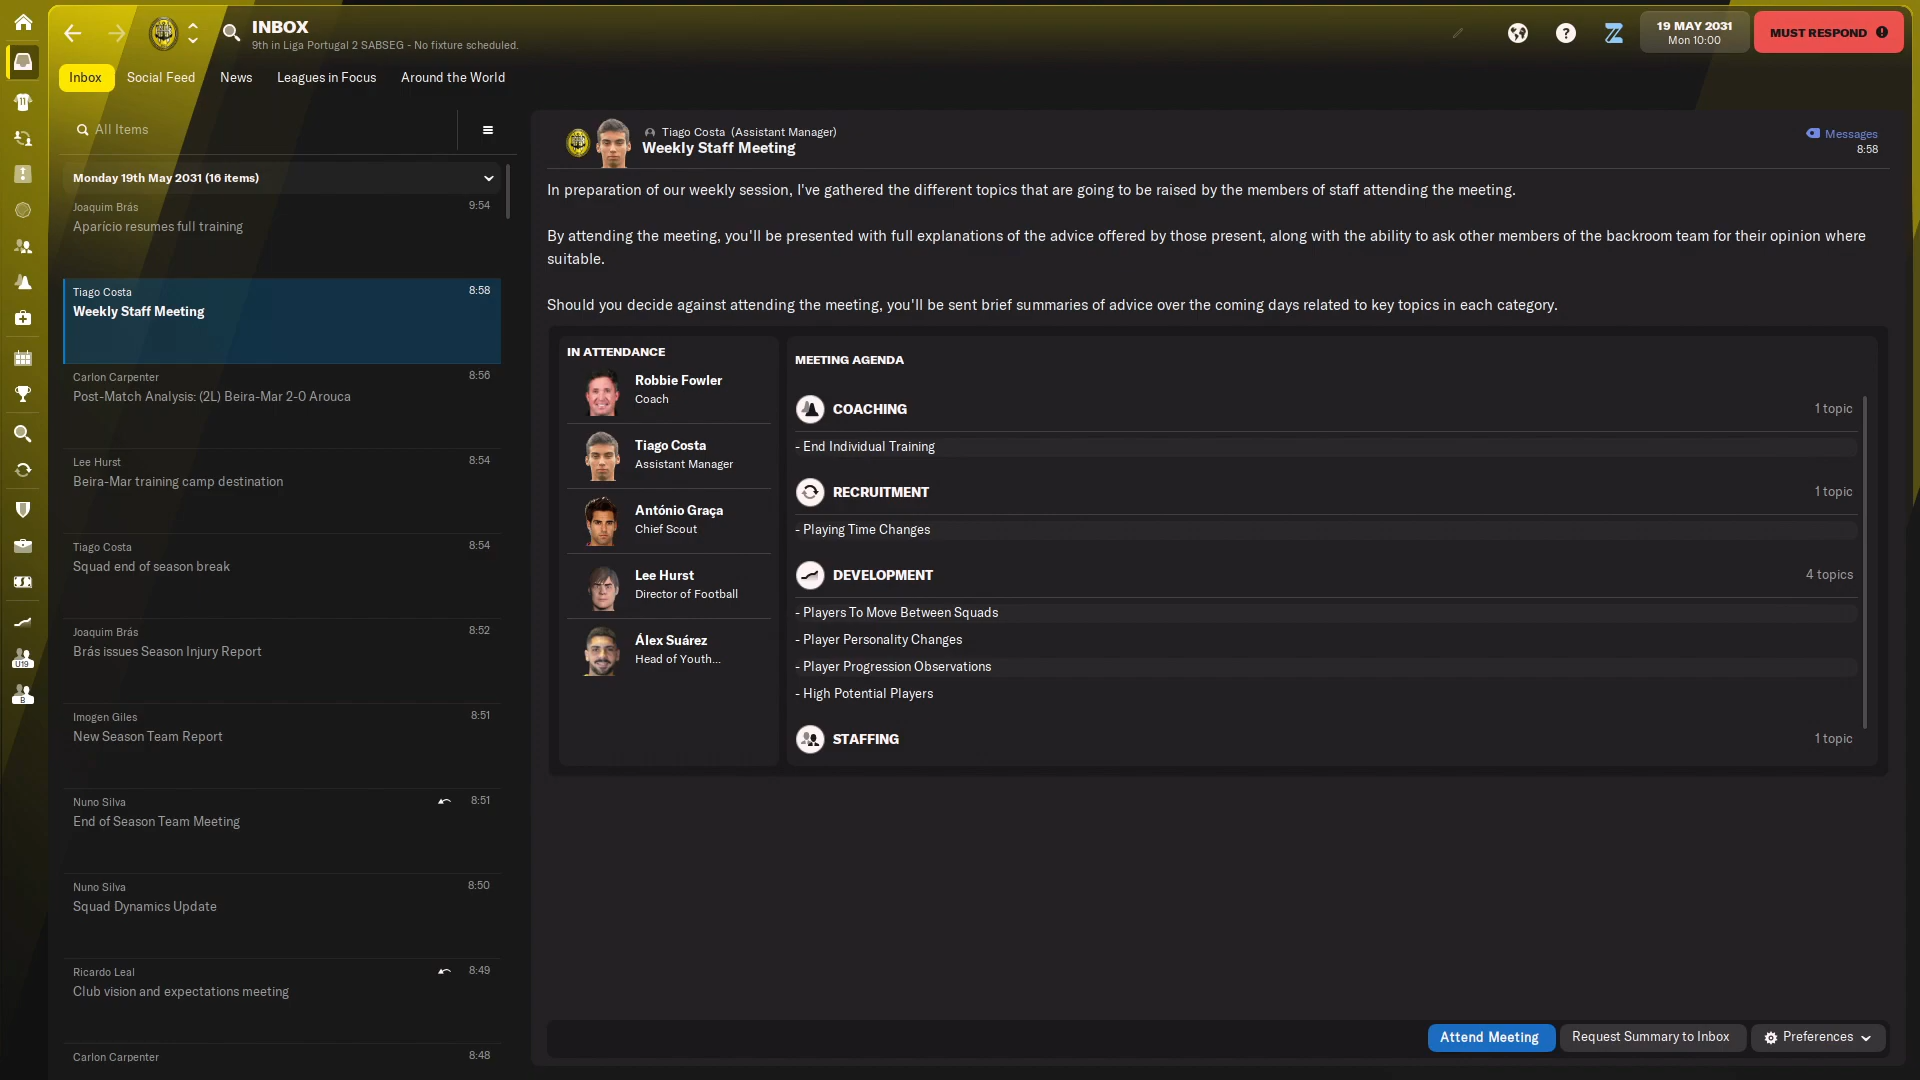 INBOX
9th in Liga Portugal 2 SABSEG - No fixture scheduled.
19 MAY 2031
Mon 10:00
MUST RESPOND
Inbox
Social Feed
News
Leagues in Focus
Around the World
All Items
Monday 19th May 2031 (16 items)
Joaquim Brás
9:54
Aparício resumes full training
Tiago Costa
8:58
Weekly Staff Meeting
Carlon Carpenter
8:56
Post-Match Analysis: (2L) Beira-Mar 2-0 Arouca
Lee Hurst
8:54
Beira-Mar training camp destination
Tiago Costa
8:54
Squad end of season break
Joaquim Brás
8:52
Brás issues Season Injury Report
Imogen Giles
8:51
New Season Team Report
Nuno Silva
8:51
End of Season Team Meeting
Nuno Silva
8:50
Squad Dynamics Update
Ricardo Leal
8:49
Club vision and expectations meeting
Carlon Carpenter
8:48
U19
B
Tiago Costa (Assistant Manager)
Weekly Staff Meeting
Messages
8:58
In preparation of our weekly session, I've gathered the different topics that are going to be raised by the members of staff attending the meeting.
By attending the meeting, you'll be presented with full explanations of the advice offered by those present, along with the ability to ask other members of the backroom team for their opinion where
suitable.
Should you decide against attending the meeting, you'll be sent brief summaries of advice over the coming days related to key topics in each category.
IN ATTENDANCE
Robbie Fowler
Coach
Tiago Costa
Assistant Manager
António Graça
Chief Scout
Lee Hurst
Director of Football
Álex Suárez
Head of Youth...
MEETING AGENDA
COACHING
1 topic
- End Individual Training
RECRUITMENT
1 topic
- Playing Time Changes
DEVELOPMENT
4 topics
- Players To Move Between Squads
- Player Personality Changes
- Player Progression Observations
- High Potential Players
STAFFING
1 topic
Attend Meeting
Request Summary to Inbox
Preferences